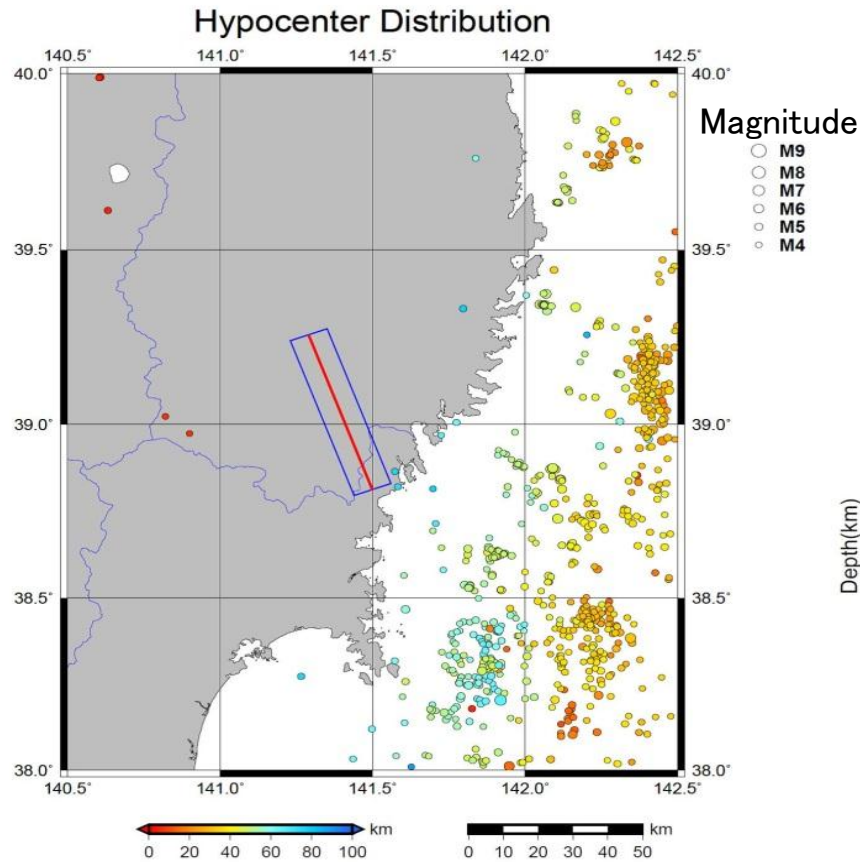 Hypocenter Distribution
140.5° 141.0° 141.5° 142.0° 142.5°
40.0° 40.0°
39.5° 39.5°
39.0° 39.0°
38.5° 38.5°
38.0° 38.0°
140.5° 141.0° 141.5° 142.0° 142.5°
Magnitude
M9
M8
M7
M6
M5
M4
Depth(km)
km
0 20 40 60 80 100
km
0 10 20 30 40 50